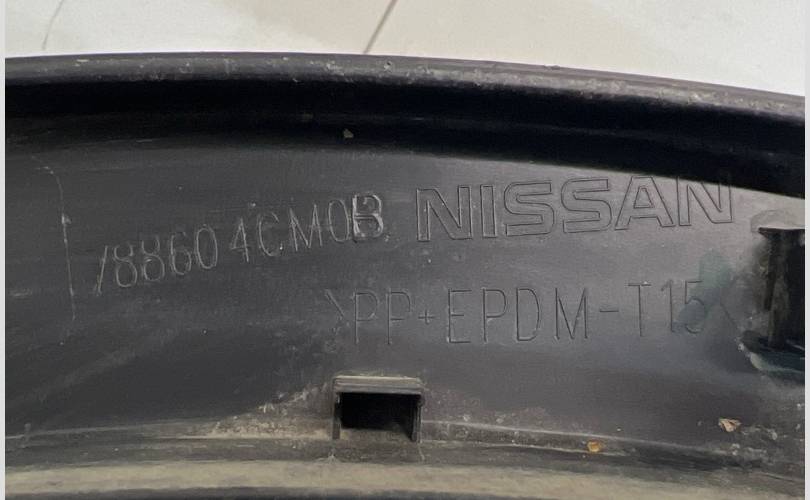 78860 4CM0B NISSAN
>PP+EPDM-T15<